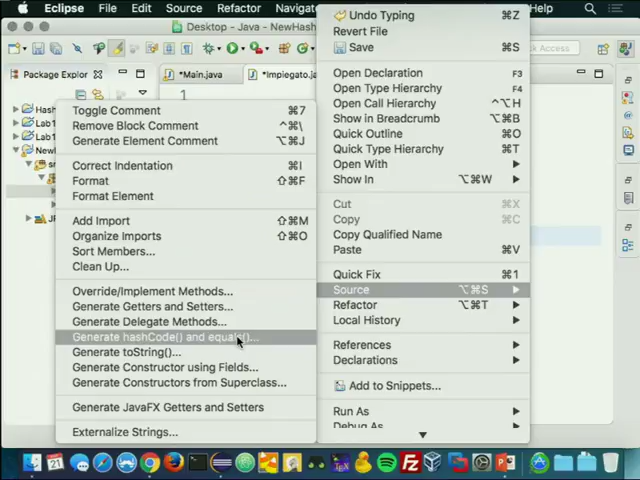 Eclipse File Edit Source Refactor
Desktop - Java - NewHash
Access
Package Explor
*Main.java
*Impiegato.ja
1
Hash
Lab1
Lab1
New
Toggle Comment ⌘7
Remove Block Comment ^⌘\
Generate Element Comment ⌥⌘J
Correct Indentation ⌘I
Format ⇧⌘F
Format Element
Add Import ⇧⌘M
Organize Imports ⇧⌘O
Sort Members...
Clean Up...
Override/Implement Methods...
Generate Getters and Setters...
Generate Delegate Methods...
Generate hashCode() and equals()...
Generate toString()...
Generate Constructor using Fields...
Generate Constructors from Superclass...
Generate JavaFX Getters and Setters
Externalize Strings...
Undo Typing ⌘Z
Revert File
Save ⌘S
Open Declaration F3
Open Type Hierarchy F4
Open Call Hierarchy ^⌥H
Show in Breadcrumb ⌥⌘B
Quick Outline ⌘O
Quick Type Hierarchy ⌘T
Open With
Show In ⌥⌘W
Cut ⌘X
Copy ⌘C
Copy Qualified Name
Paste ⌘V
Quick Fix ⌘1
Source ⌥⌘S
Refactor ⌥⌘T
Local History
References
Declarations
Add to Snippets...
Run As
Debug As